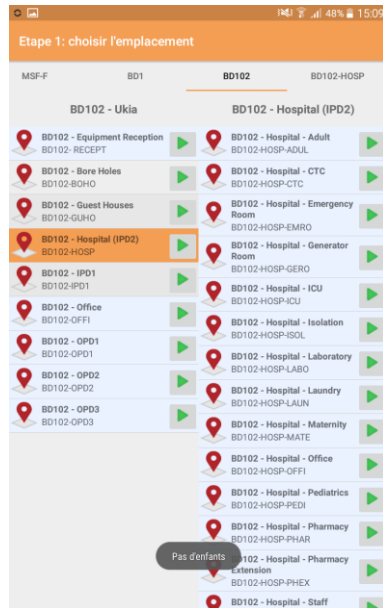 48% 15:09
Etape 1: choisir l'emplacement
MSF-F BD1 BD102 BD102-HOSP
BD102 - Ukia
BD102 - Equipment Reception
BD102- RECEPT
BD102 - Bore Holes
BD102-BOHO
BD102 - Guest Houses
BD102-GUHO
BD102 - Hospital (IPD2)
BD102-HOSP
BD102 - IPD1
BD102-IPD1
BD102 - Office
BD102-OFFI
BD102 - OPD1
BD102-OPD1
BD102 - OPD2
BD102-OPD2
BD102 - OPD3
BD102-OPD3
BD102 - Hospital (IPD2)
BD102 - Hospital - Adult
BD102-HOSP-ADUL
BD102 - Hospital - CTC
BD102-HOSP-CTC
BD102 - Hospital - Emergency
Room
BD102-HOSP-EMRO
BD102 - Hospital - Generator
Room
BD102-HOSP-GERO
BD102 - Hospital - ICU
BD102-HOSP-ICU
BD102 - Hospital - Isolation
BD102-HOSP-ISOL
BD102 - Hospital - Laboratory
BD102-HOSP-LABO
BD102 - Hospital - Laundry
BD102-HOSP-LAUN
BD102 - Hospital - Maternity
BD102-HOSP-MATE
BD102 - Hospital - Office
BD102-HOSP-OFFI
BD102 - Hospital - Pediatrics
BD102-HOSP-PEDI
BD102 - Hospital - Pharmacy
BD102-HOSP-PHAR
Pas d'enfants
02 - Hospital - Pharmacy
Extension
BD102-HOSP-PHEX
BD102 - Hospital - Staff